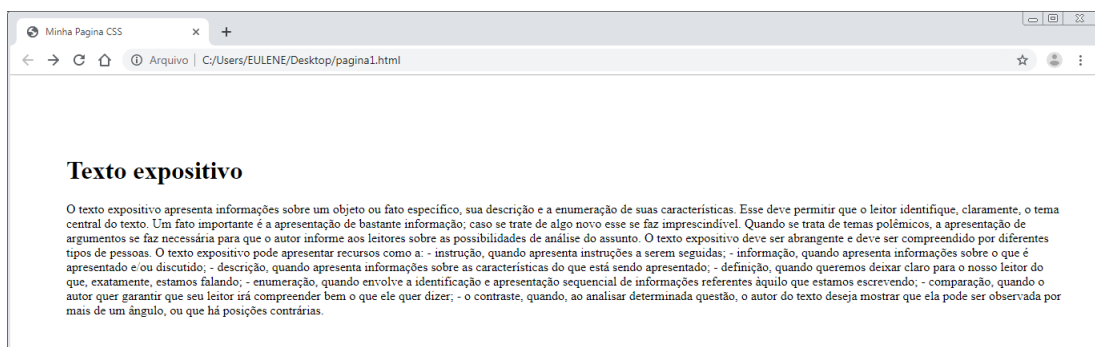 Minha Pagina CSS
Arquivo | C:/Users/EULENE/Desktop/pagina1.html
Texto expositivo
O texto expositivo apresenta informações sobre um objeto ou fato específico, sua descrição e a enumeração de suas características. Esse deve permitir que o leitor identifique, claramente, o tema
central do texto. Um fato importante é a apresentação de bastante informação; caso se trate de algo novo esse se faz imprescindível. Quando se trata de temas polêmicos, a apresentação de
argumentos se faz necessária para que o autor informe aos leitores sobre as possibilidades de análise do assunto. O texto expositivo deve ser abrangente e deve ser compreendido por diferentes
tipos de pessoas. O texto expositivo pode apresentar recursos como a: - instrução, quando apresenta instruções a serem seguidas; - informação, quando apresenta informações sobre o que é
apresentado e/ou discutido; - descrição, quando apresenta informações sobre as características do que está sendo apresentado; - definição, quando queremos deixar claro para o nosso leitor do
que, exatamente, estamos falando; - enumeração, quando envolve a identificação e apresentação sequencial de informações referentes àquilo que estamos escrevendo; - comparação, quando o
autor quer garantir que seu leitor irá compreender bem o que ele quer dizer; - o contraste, quando, ao analisar determinada questão, o autor do texto deseja mostrar que ela pode ser observada por
mais de um ângulo, ou que há posições contrárias.